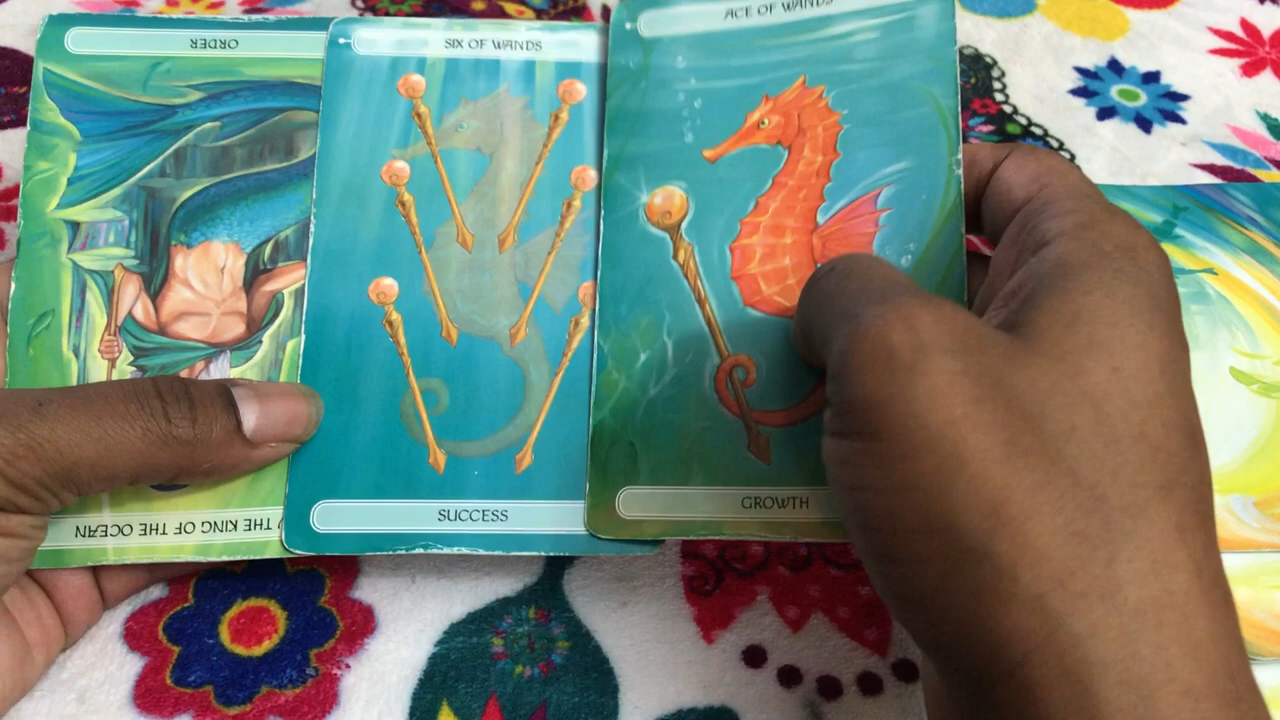 ORDER
THE KING OF THE OCEAN
SIX OF WANDS
SUCCESS
ACE OF WANDS
GROWTH